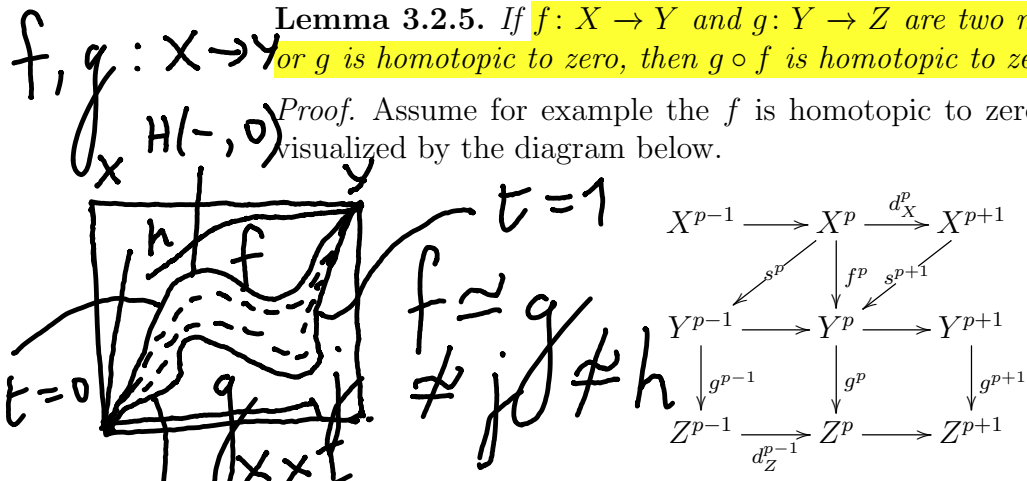 Lemma 3.2.5. If f: X → Y and g: Y → Z are two
or g is homotopic to zero, then g ∘ f is homotopic to ze
Proof. Assume for example the f is homotopic to zero
visualized by the diagram below.
f, g : X → Y
H(-, 0)
X Y
h f
t = 1
t = 0
g j
f ≃ g
≄ j ≄ h
X × t
X^{p-1} X^p d_X^p X^{p+1}
s^p f^p s^{p+1}
Y^{p-1} Y^p Y^{p+1}
g^{p-1} g^p g^{p+1}
Z^{p-1} d_Z^{p-1} Z^p Z^{p+1}